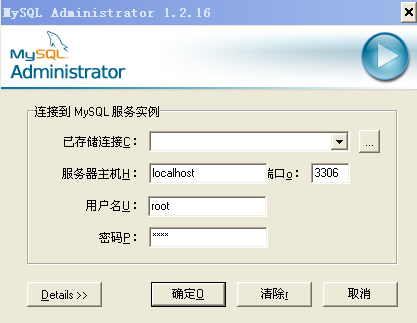 MySQL Administrator 1.2.16
MySQL
Administrator
连接到 MySQL 服务实例
已存储连接C：
...
服务器主机H： localhost 端口o： 3306
用户名U： root
密码P： ****
Details >> 确定O 清除r 取消